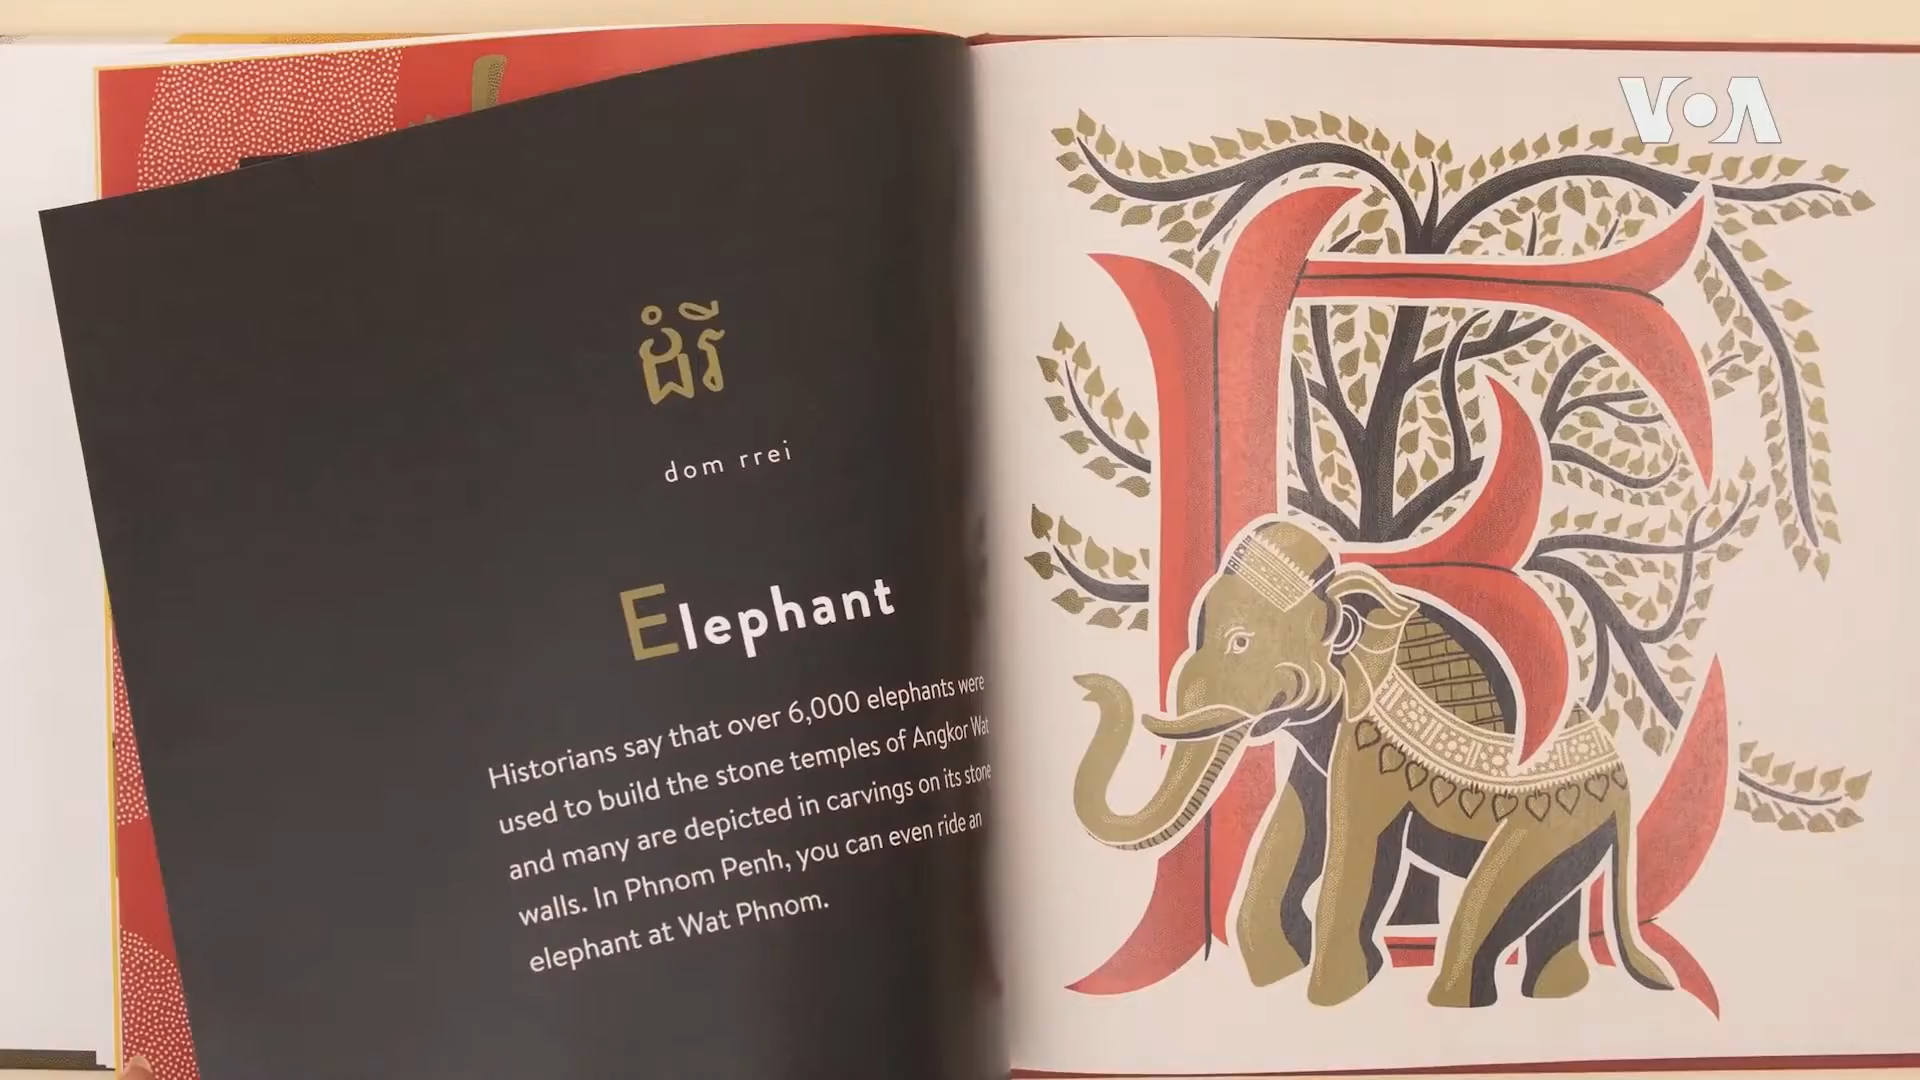 VOA
ដំរី
dom rrei
Elephant
Historians say that over 6,000 elephants were
used to build the stone temples of Angkor Wat
and many are depicted in carvings on its stone
walls. In Phnom Penh, you can even ride an
elephant at Wat Phnom.
E